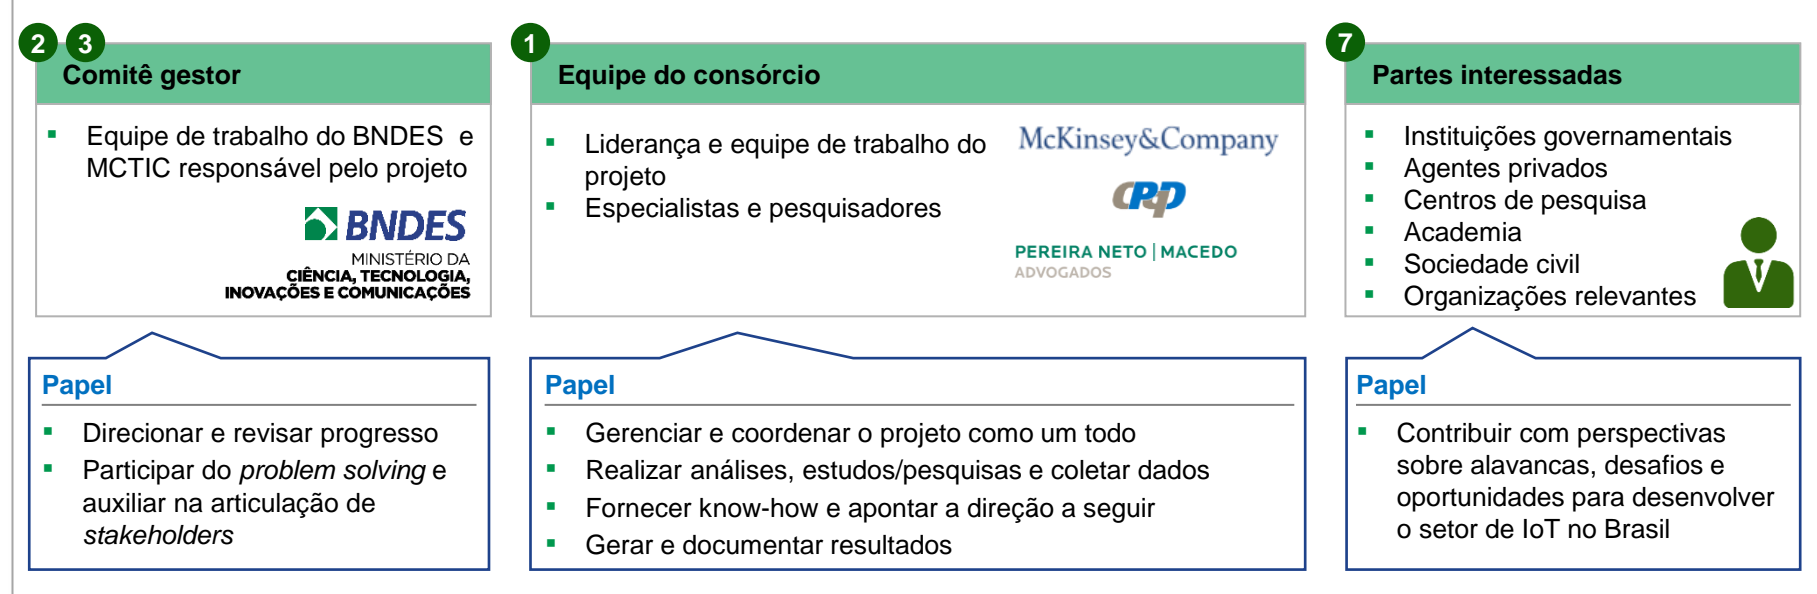 2 3
Comitê gestor
Equipe de trabalho do BNDES e
MCTIC responsável pelo projeto
BNDES
MINISTÉRIO DA
CIÊNCIA, TECNOLOGIA,
INOVAÇÕES E COMUNICAÇÕES
Papel
Direcionar e revisar progresso
Participar do problem solving e
auxiliar na articulação de
stakeholders
1
Equipe do consórcio
Liderança e equipe de trabalho do
projeto
Especialistas e pesquisadores
McKinsey&Company
CPqD
PEREIRA NETO | MACEDO
ADVOGADOS
Papel
Gerenciar e coordenar o projeto como um todo
Realizar análises, estudos/pesquisas e coletar dados
Fornecer know-how e apontar a direção a seguir
Gerar e documentar resultados
7
Partes interessadas
Instituições governamentais
Agentes privados
Centros de pesquisa
Academia
Sociedade civil
Organizações relevantes
Papel
Contribuir com perspectivas
sobre alavancas, desafios e
oportunidades para desenvolver
o setor de IoT no Brasil